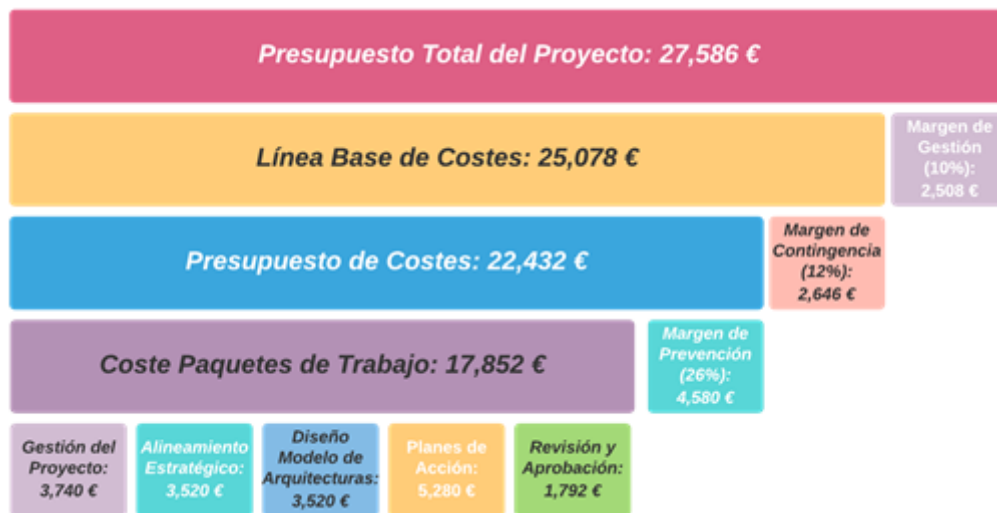 Presupuesto Total del Proyecto: 27,586 €
Línea Base de Costes: 25,078 €
Margen de
Gestión
(10%):
2,508 €
Presupuesto de Costes: 22,432 €
Margen de
Contingencia
(12%):
2,646 €
Coste Paquetes de Trabajo: 17,852 €
Margen de
Prevención
(26%):
4,580 €
Gestión del
Proyecto:
3,740 €
Alineamiento
Estratégico:
3,520 €
Diseño
Modelo de
Arquitecturas:
3,520 €
Planes de
Acción:
5,280 €
Revisión y
Aprobación:
1,792 €